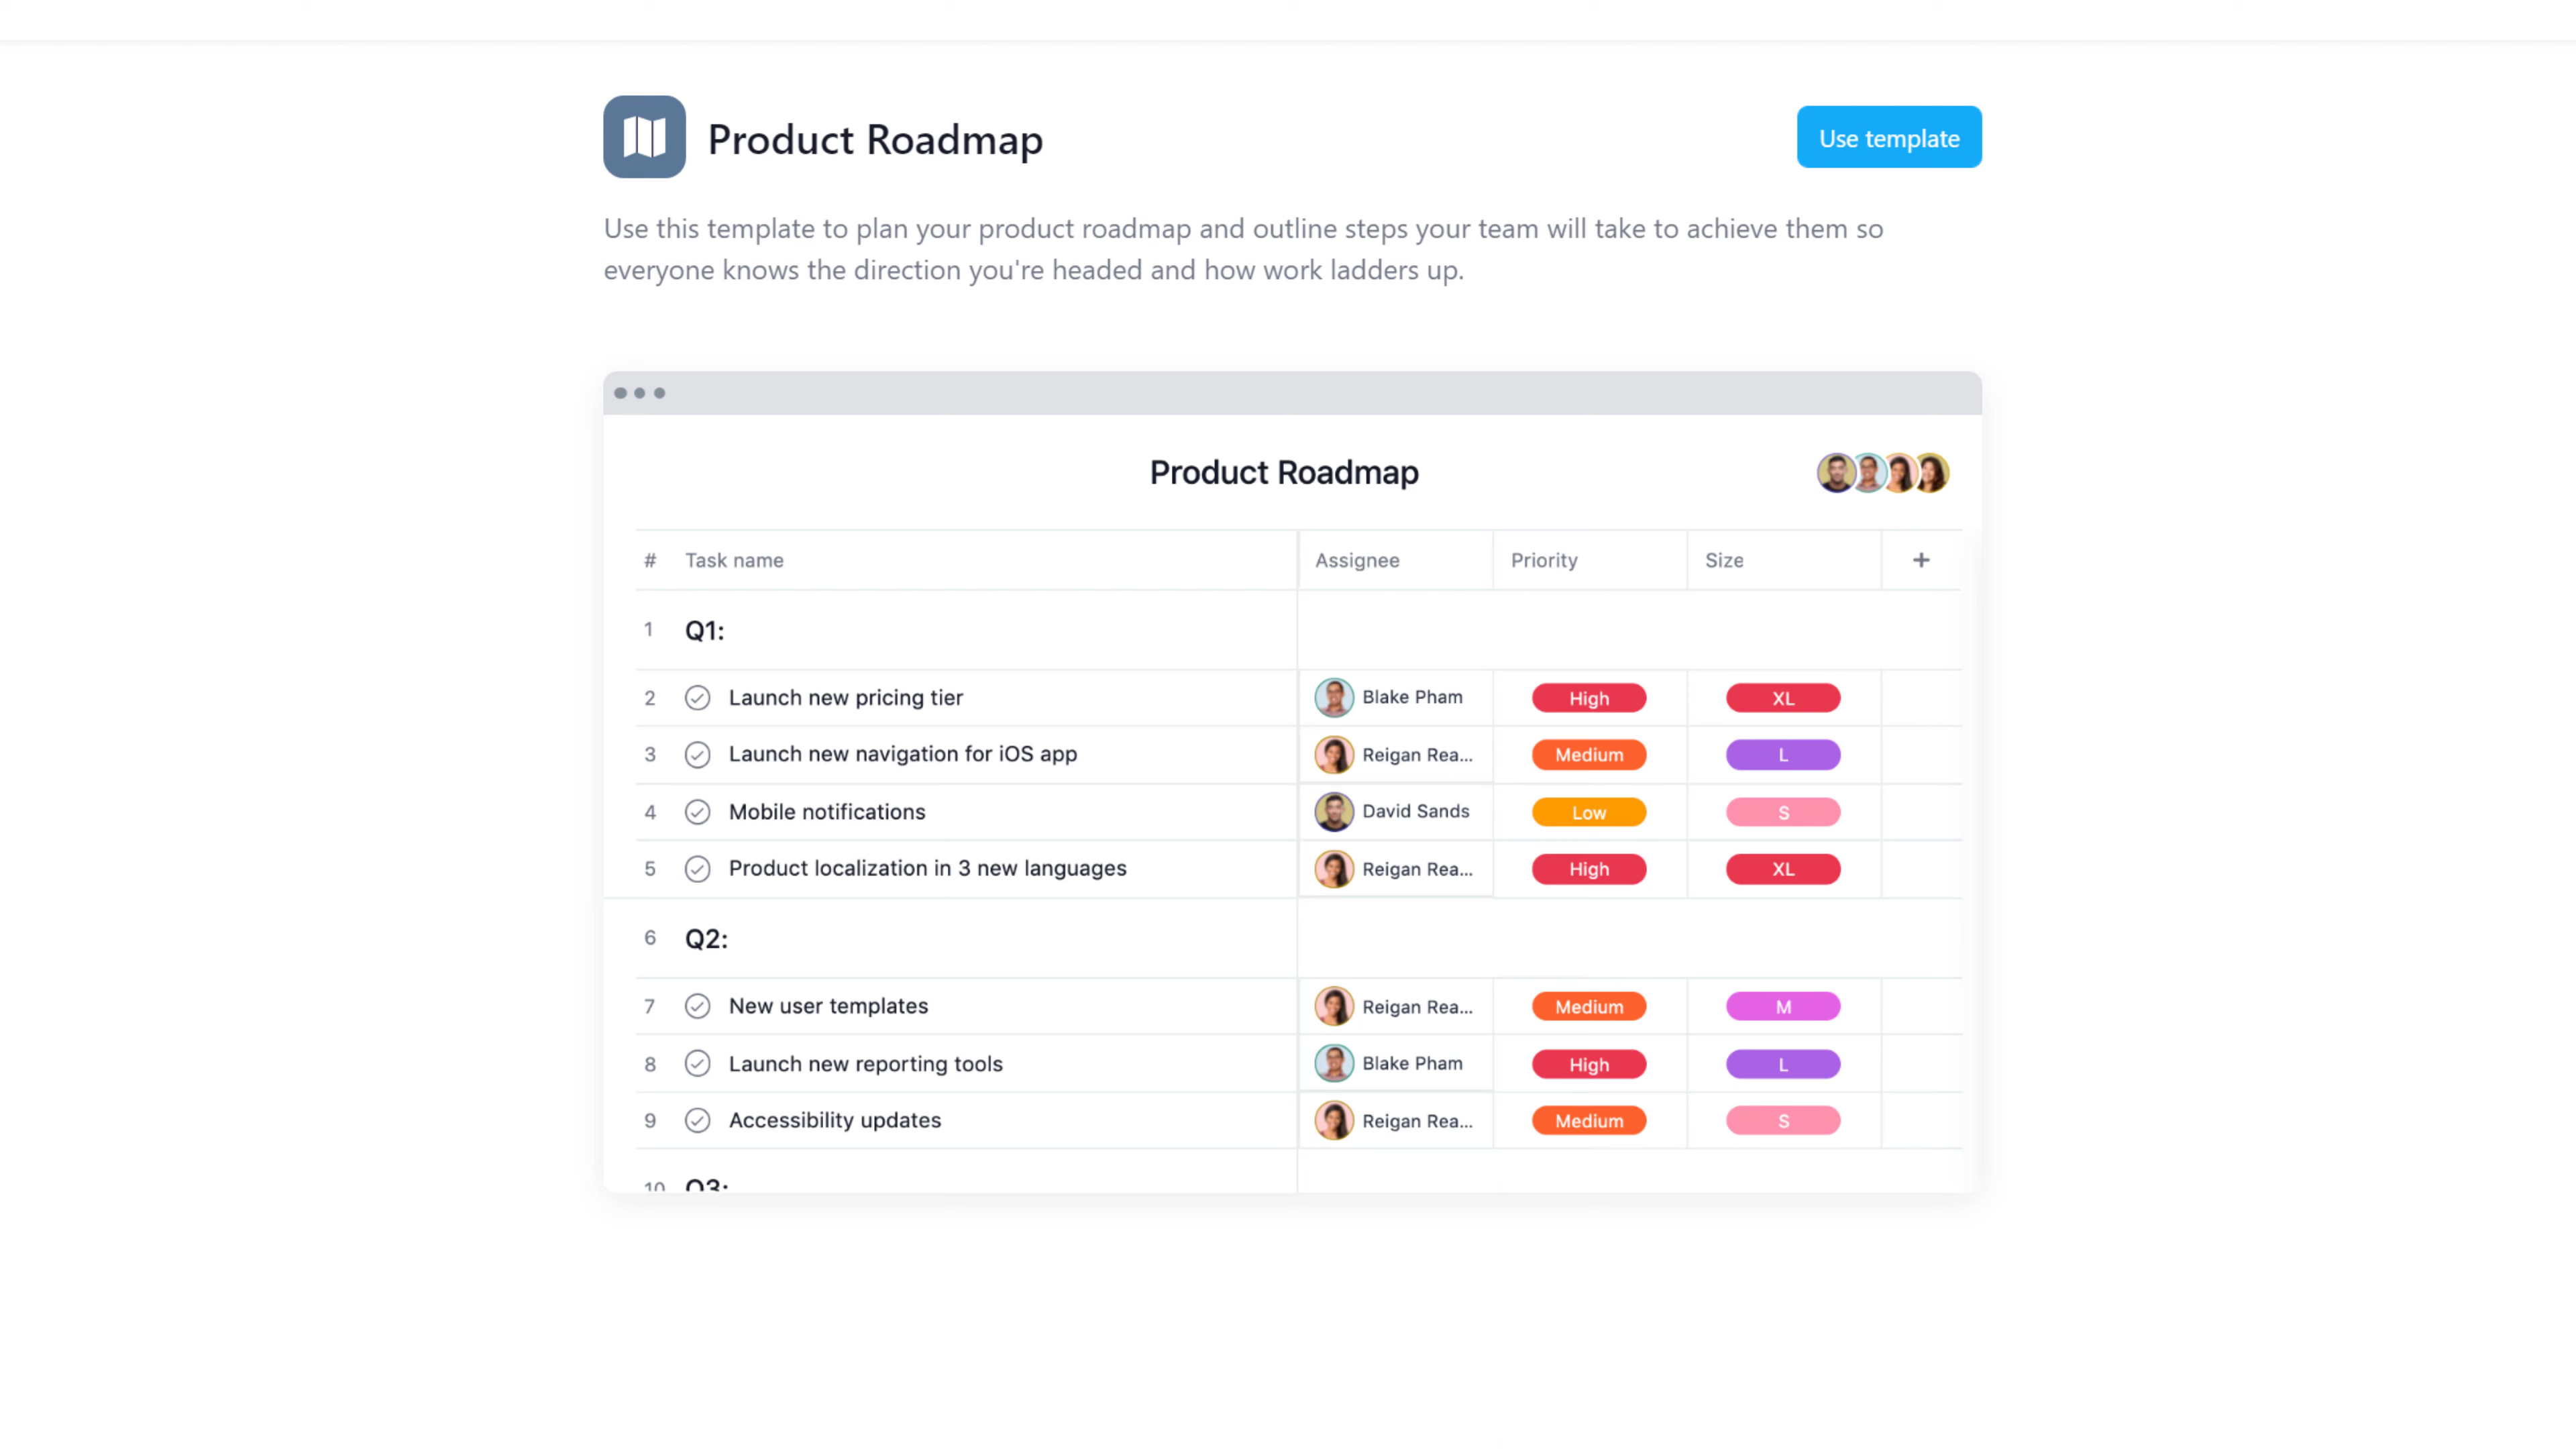 Product Roadmap
Use template
Use this template to plan your product roadmap and outline steps your team will take to achieve them so
everyone knows the direction you're headed and how work ladders up.
Product Roadmap
# Task name Assignee Priority Size +
1 Q1:
2 Launch new pricing tier Blake Pham High XL
3 Launch new navigation for iOS app Reigan Rea... Medium L
4 Mobile notifications David Sands Low S
5 Product localization in 3 new languages Reigan Rea... High XL
6 Q2:
7 New user templates Reigan Rea... Medium M
8 Launch new reporting tools Blake Pham High L
9 Accessibility updates Reigan Rea... Medium S
10 Q3: